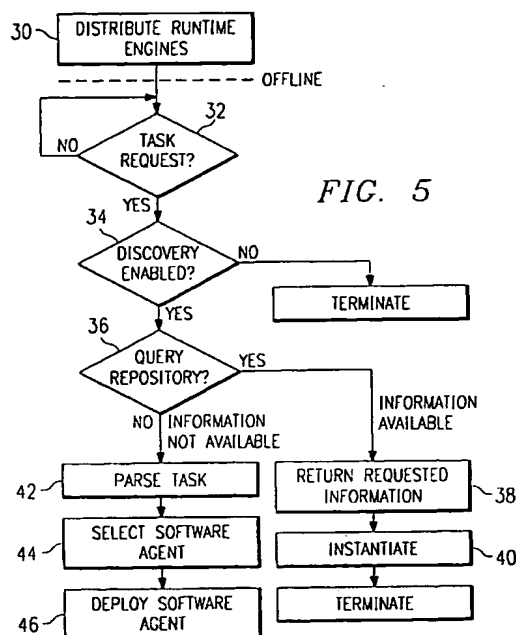 30
DISTRIBUTE RUNTIME
ENGINES
OFFLINE
32
NO
TASK
REQUEST?
YES
FIG. 5
34
DISCOVERY
ENABLED?
NO
TERMINATE
YES
36
QUERY
REPOSITORY?
YES
NO
INFORMATION
NOT AVAILABLE
INFORMATION
AVAILABLE
42
PARSE TASK
RETURN REQUESTED
INFORMATION
38
44
SELECT SOFTWARE
AGENT
INSTANTIATE
40
46
DEPLOY SOFTWARE
AGENT
TERMINATE